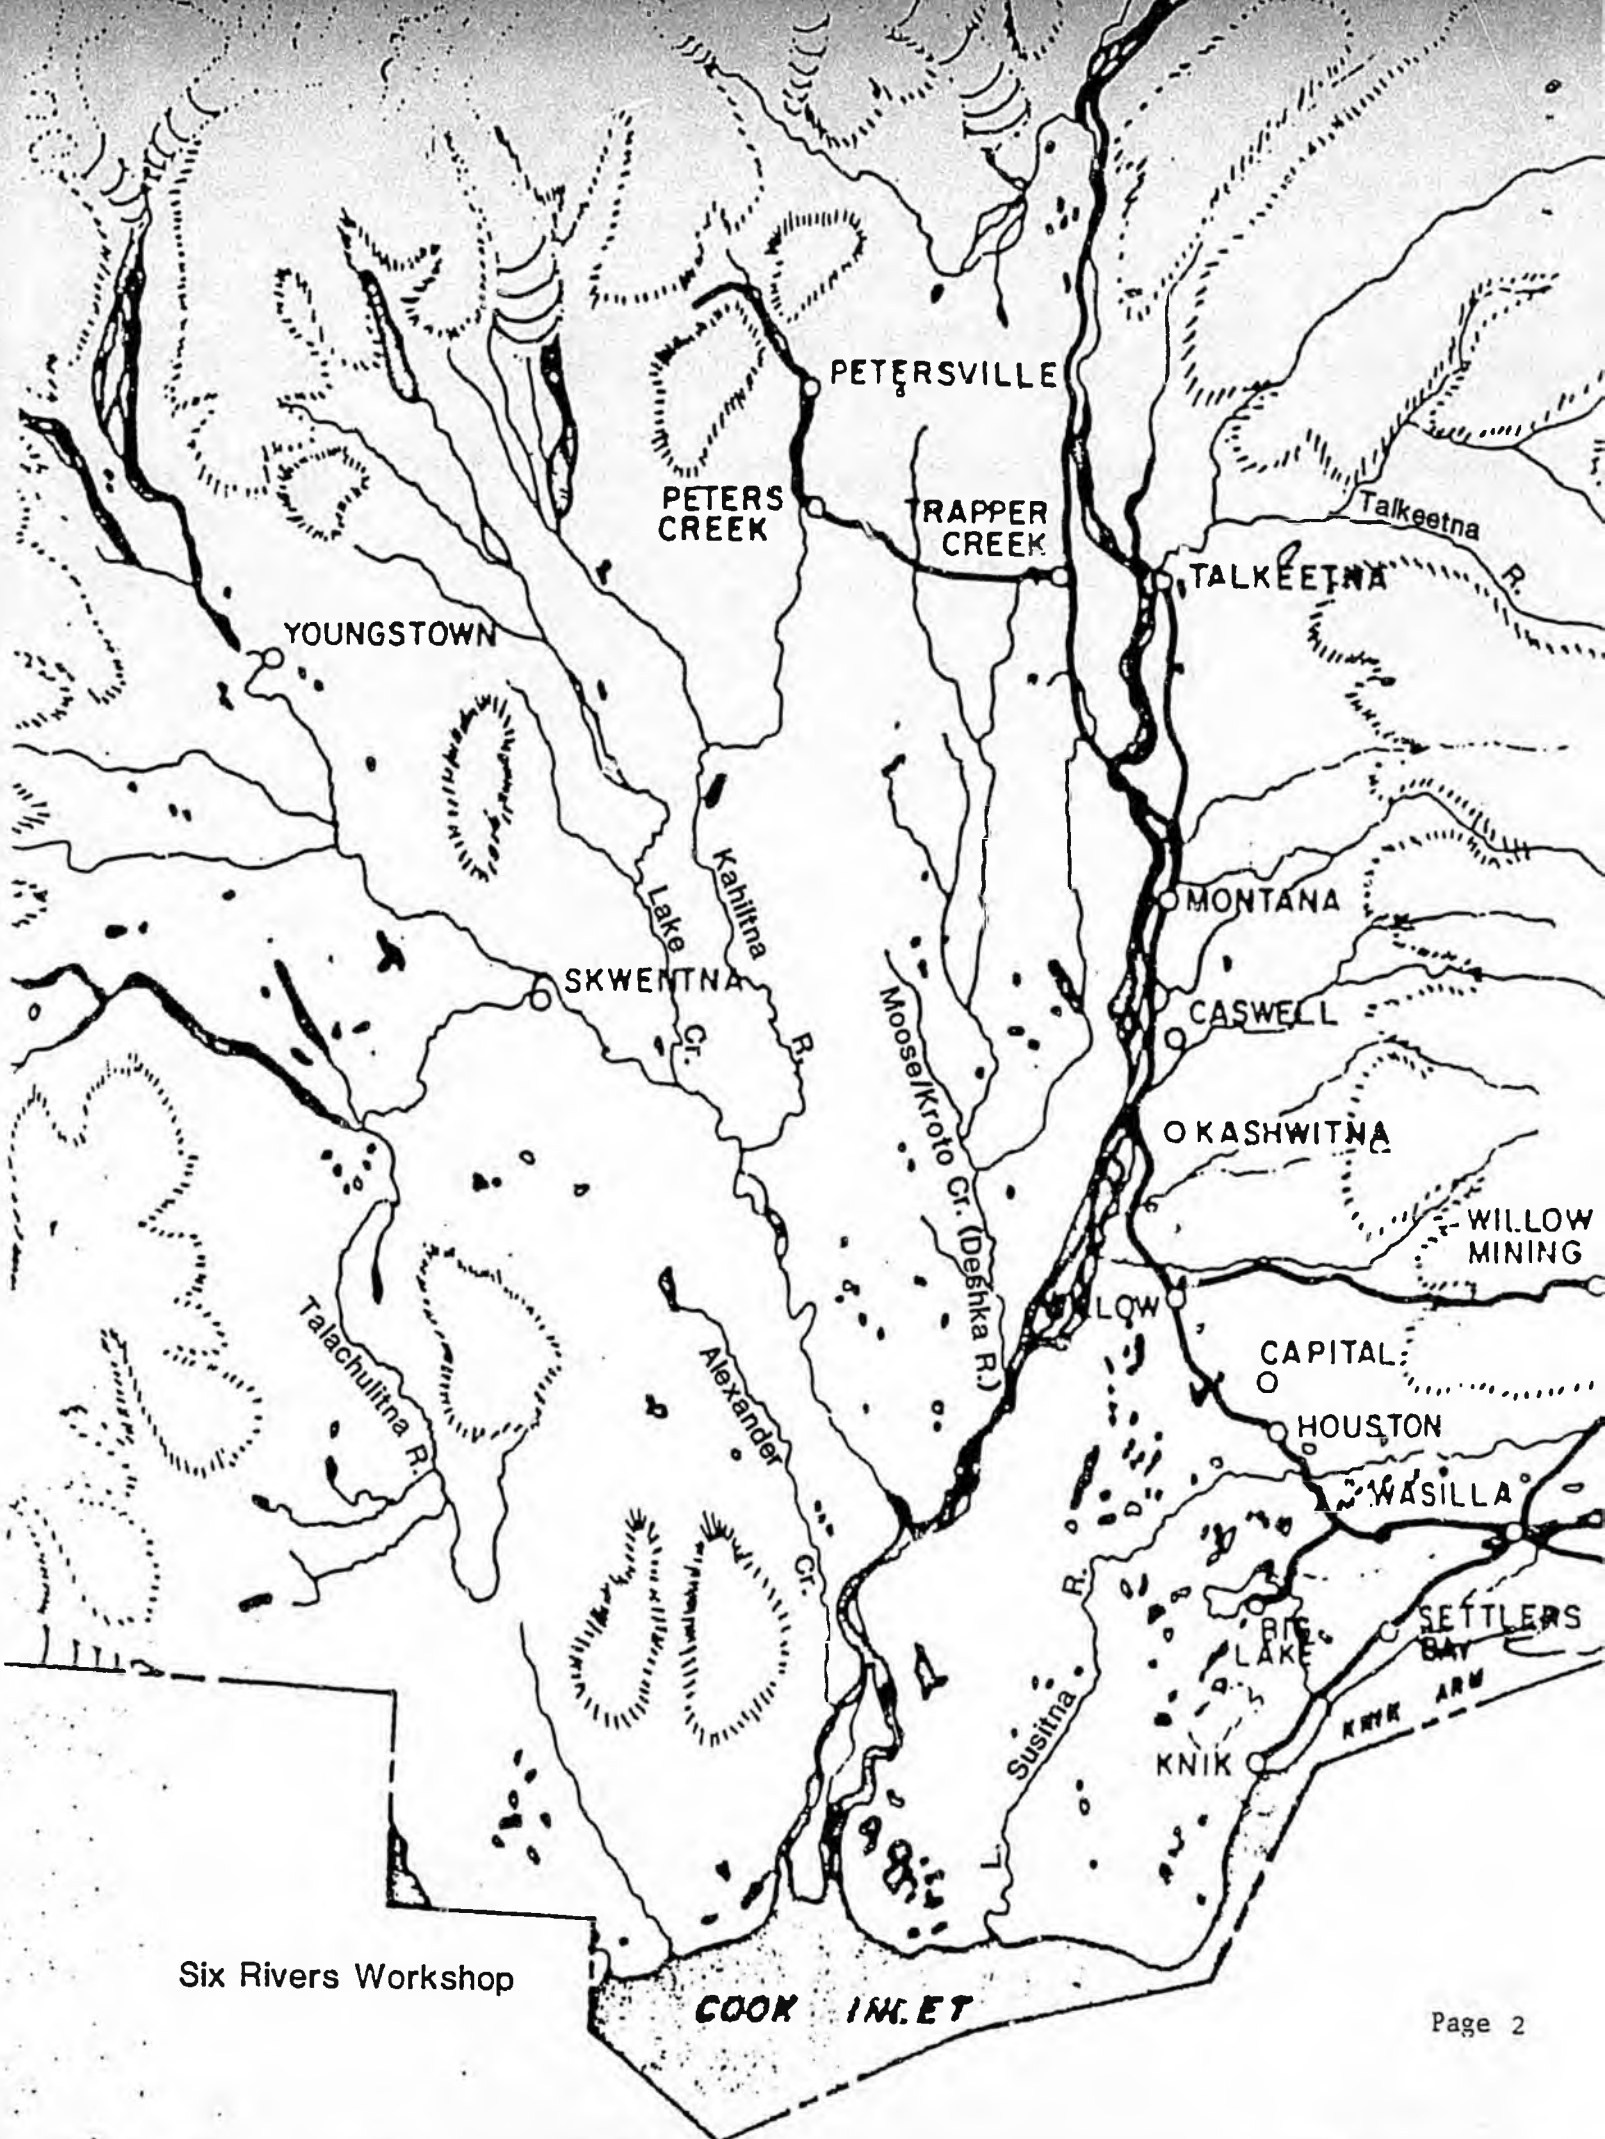 PETERSVILLE
PETERS
CREEK
TRAPPER
CREEK
Talkeetna
R.
TALKEETNA
YOUNGSTOWN
Kahiltna
R.
Lake
Cr.
MONTANA
SKWENTNA
CASWELL
Moose/Kroto Cr. (Deshka R.)
KASHWITNA
WILLOW
MINING
LOW
Talachulitna R.
Alexander
Cr.
CAPITAL
HOUSTON
WASILLA
BIG
LAKE
SETTLERS
BAY
KNIK ARM
KNIK
L. Susitna R.
Six Rivers Workshop
COOK INLET
Page 2